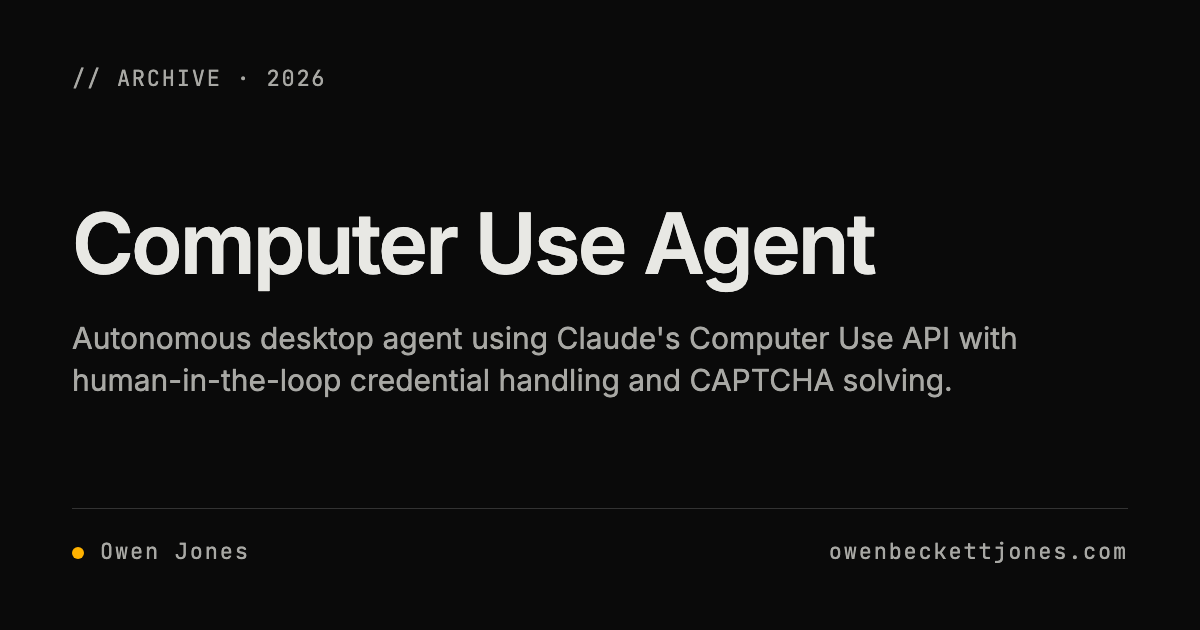 // ARCHIVE · 2026
Computer Use Agent
Autonomous desktop agent using Claude's Computer Use API with
human-in-the-loop credential handling and CAPTCHA solving.
Owen Jones
owenbeckettjones.com